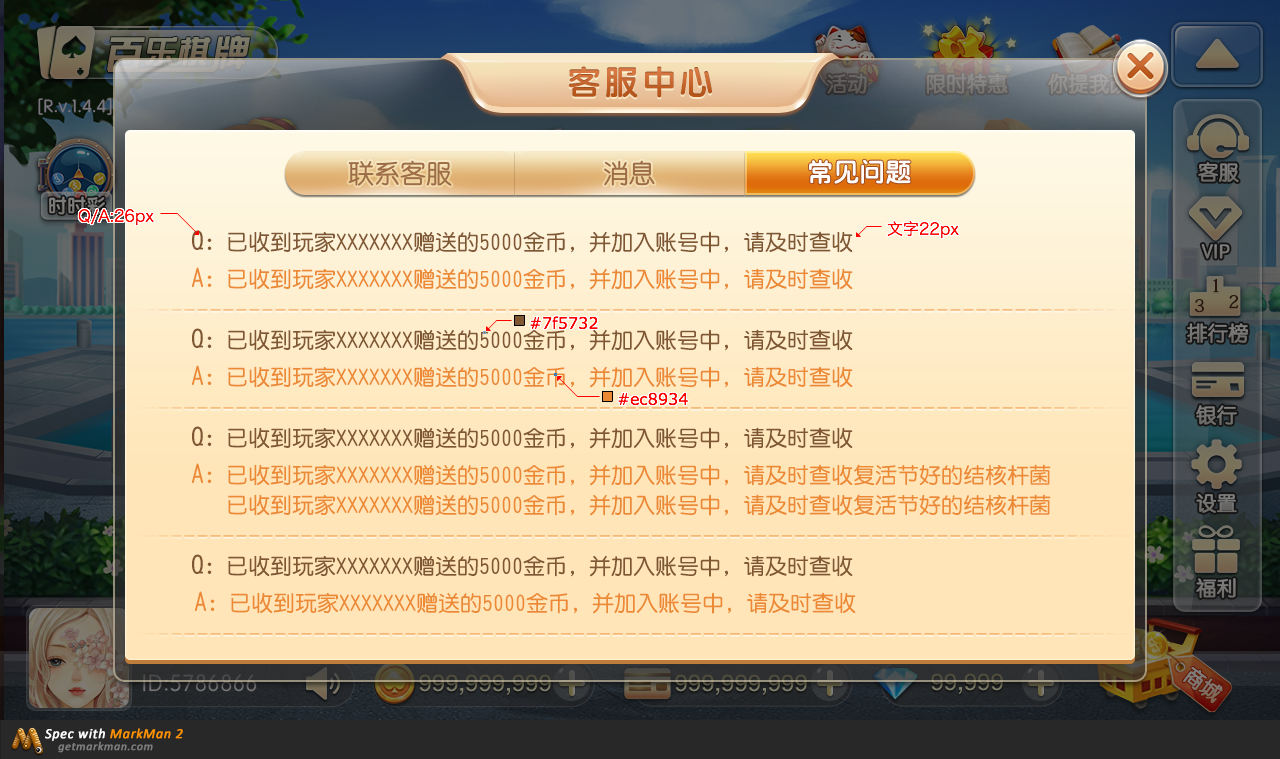 百乐棋牌
客服中心
活动
限时特惠
[R.v.1.4.4]
联系客服
消息
常见问题
客服
时时彩
Q/A:26px
文字22px
Q：已收到玩家XXXXXXX赠送的5000金币，并加入账号中，请及时查收
A：已收到玩家XXXXXXX赠送的5000金币，并加入账号中，请及时查收
VIP
1
3 2
排行榜
#7f5732
Q：已收到玩家XXXXXXX赠送的5000金币，并加入账号中，请及时查收
A：已收到玩家XXXXXXX赠送的5000金币，并加入账号中，请及时查收
#ec8934
银行
Q：已收到玩家XXXXXXX赠送的5000金币，并加入账号中，请及时查收
A：已收到玩家XXXXXXX赠送的5000金币，并加入账号中，请及时查收复活节好的结核杆菌
已收到玩家XXXXXXX赠送的5000金币，并加入账号中，请及时查收复活节好的结核杆菌
设置
Q：已收到玩家XXXXXXX赠送的5000金币，并加入账号中，请及时查收
A：已收到玩家XXXXXXX赠送的5000金币，并加入账号中，请及时查收
福利
ID:5786866
999,999,999
999,999,999
99,999
商城
Spec with MarkMan 2
getmarkman.com